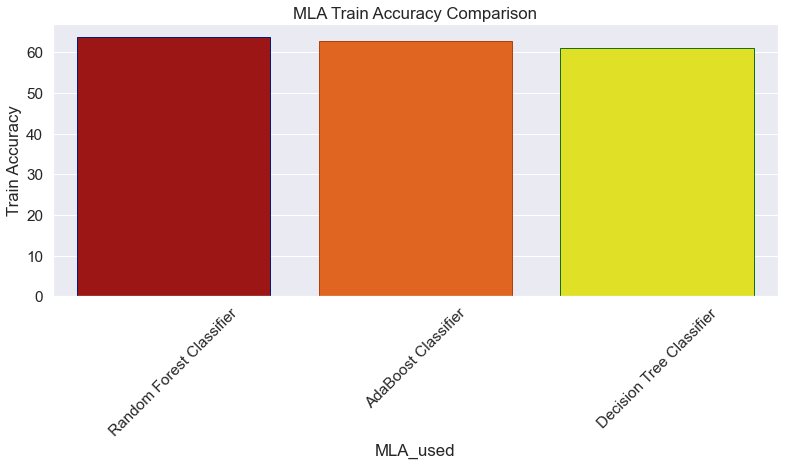 MLA Train Accuracy Comparison
Train Accuracy
60
50
40
30
20
10
0
Random Forest Classifier
AdaBoost Classifier
Decision Tree Classifier
MLA_used